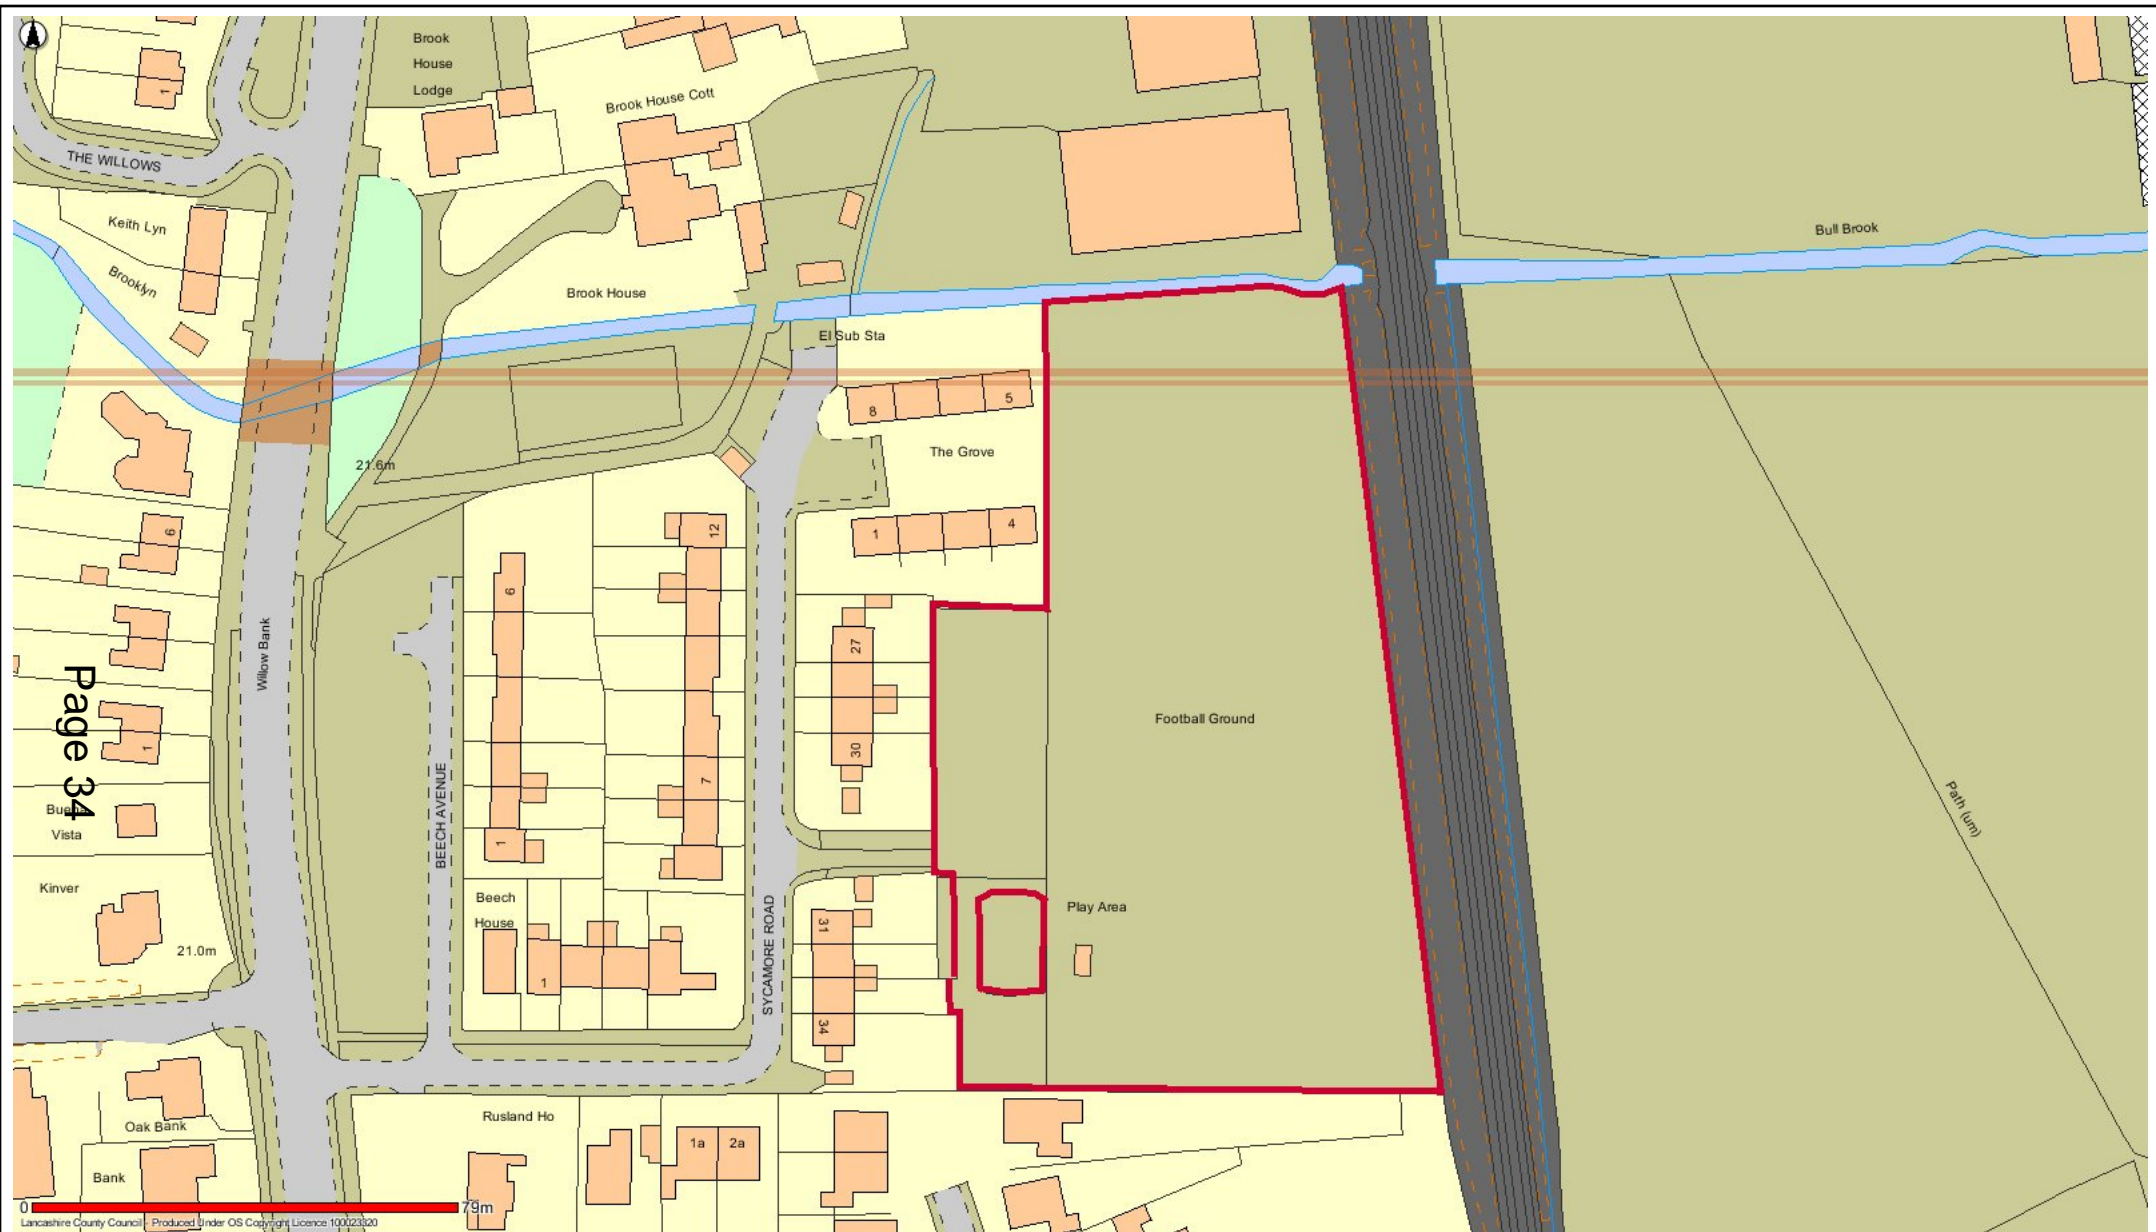 Brook
House
Lodge
Brook House Cott
1
THE WILLOWS
Keith Lyn
Brooklyn
Brook House
El Sub Sta
Bull Brook
8
5
The Grove
21.6m
1
4
12
6
6
27
Willow Bank
30
7
Football Ground
1
Page 34
Buena
Vista
BEECH AVENUE
1
Path (um)
Kinver
Beech
House
SYCAMORE ROAD
31
Play Area
21.0m
1
34
Rusland Ho
Oak Bank
1a
2a
Bank
0
79m
Lancashire County Council - Produced Under OS Copyright Licence 100023320